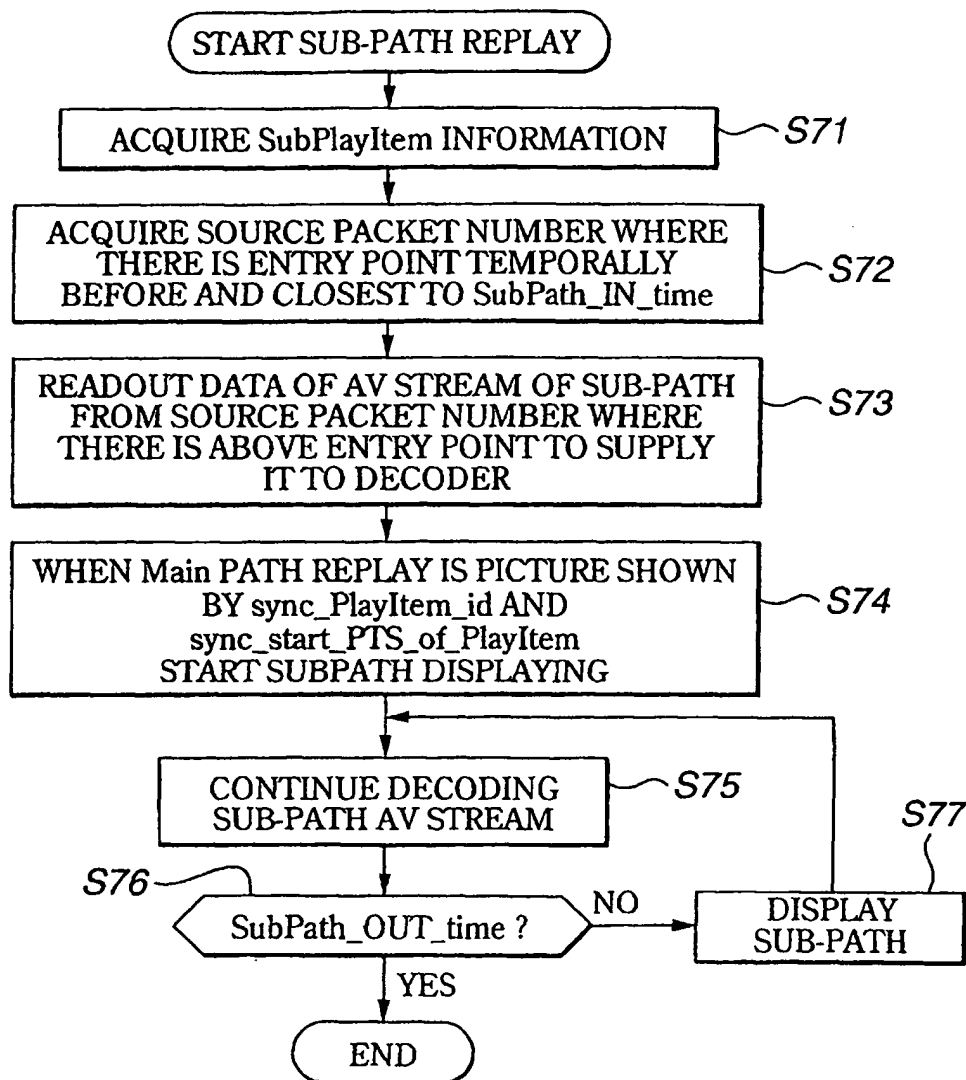 START SUB-PATH REPLAY
ACQUIRE SubPlayItem INFORMATION
S71
ACQUIRE SOURCE PACKET NUMBER WHERE
THERE IS ENTRY POINT TEMPORALLY
BEFORE AND CLOSEST TO SubPath_IN_time
S72
READOUT DATA OF AV STREAM OF SUB-PATH
FROM SOURCE PACKET NUMBER WHERE
THERE IS ABOVE ENTRY POINT TO SUPPLY
IT TO DECODER
S73
WHEN Main PATH REPLAY IS PICTURE SHOWN
BY sync_PlayItem_id AND
sync_start_PTS_of_PlayItem
START SUBPATH DISPLAYING
S74
CONTINUE DECODING
SUB-PATH AV STREAM
S75
S76
SubPath_OUT_time ?
NO
S77
DISPLAY
SUB-PATH
YES
END